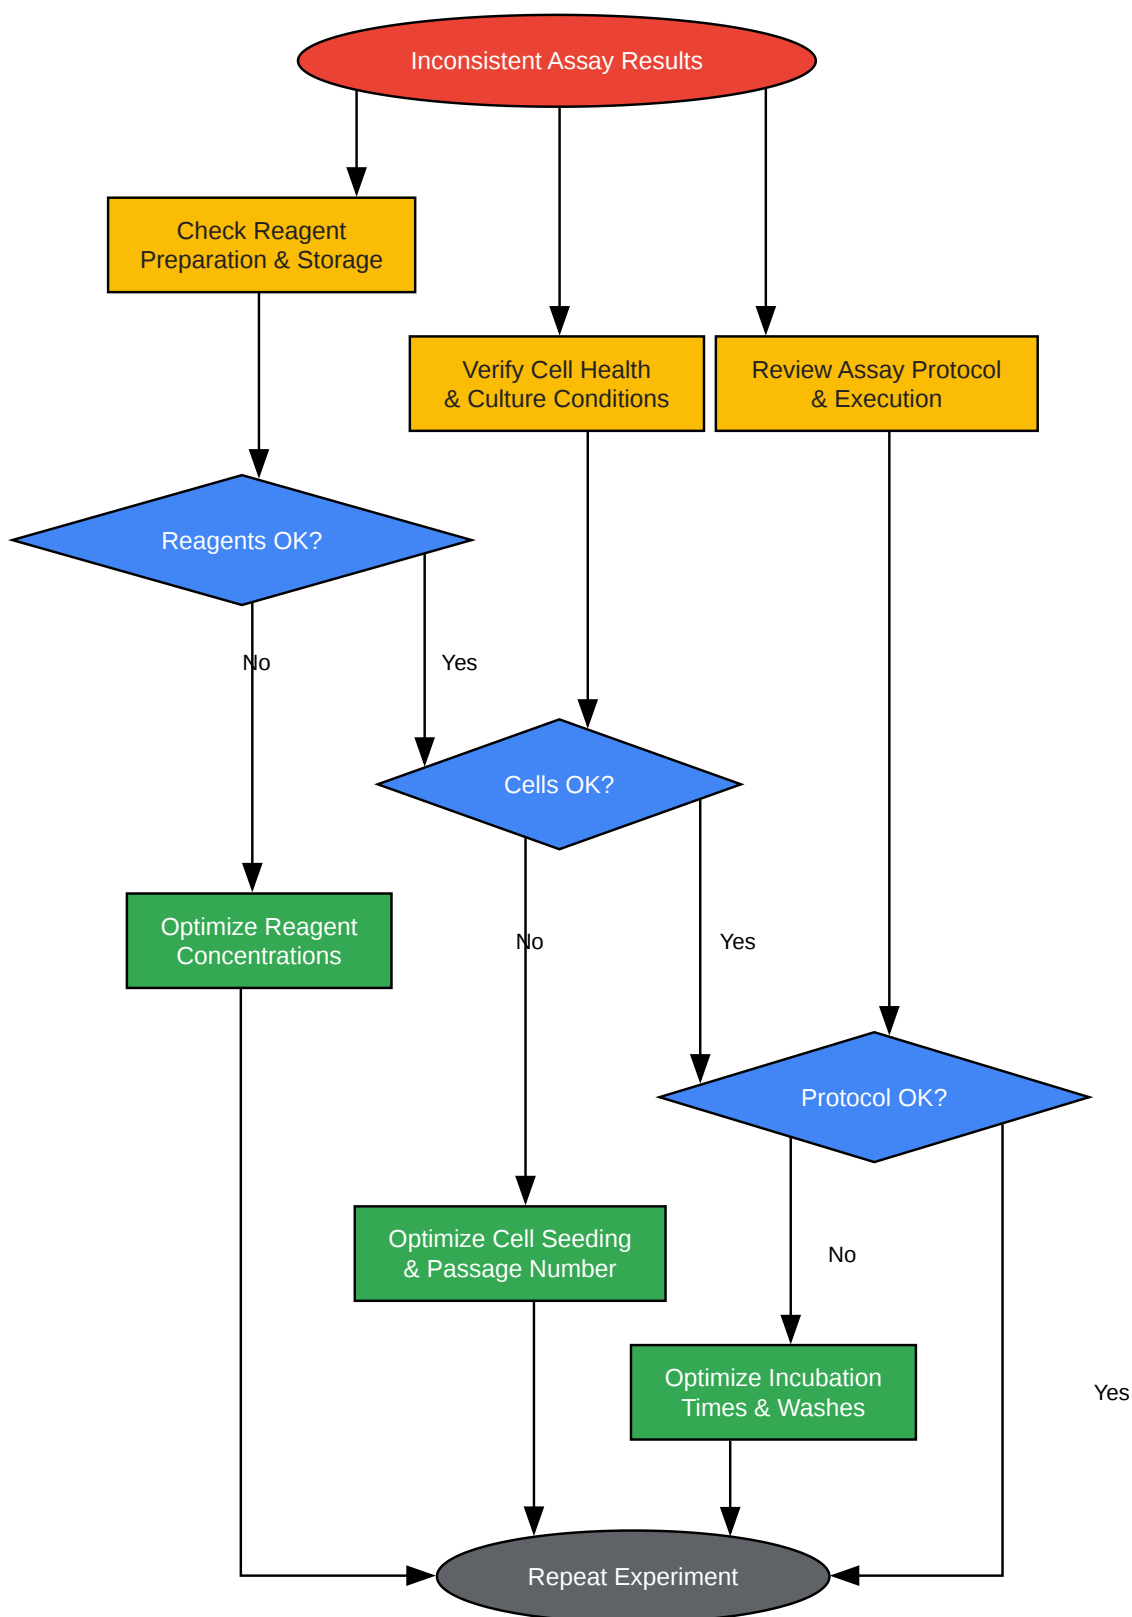 Inconsistent Assay Results
Check Reagent
Preparation & Storage
Verify Cell Health
& Culture Conditions
Review Assay Protocol
& Execution
Reagents OK?
No
Yes
Cells OK?
Optimize Reagent
Concentrations
No
Yes
Protocol OK?
Optimize Cell Seeding
& Passage Number
No
Optimize Incubation
Times & Washes
Yes
Repeat Experiment